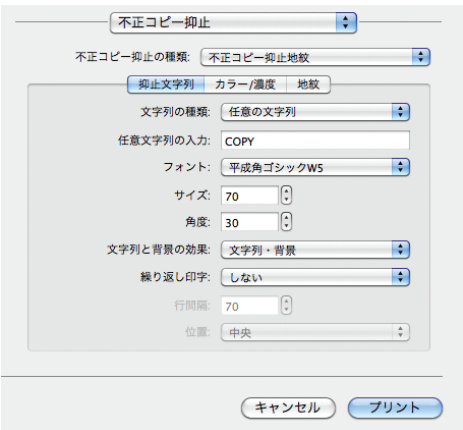 不正コピー抑止
不正コピー抑止の種類: 不正コピー抑止地紋
抑止文字列 カラー/濃度 地紋
文字列の種類: 任意の文字列
任意文字列の入力: COPY
フォント: 平成角ゴシックW5
サイズ: 70
角度: 30
文字列と背景の効果: 文字列・背景
繰り返し印字: しない
行間隔: 70
位置: 中央
キャンセル プリント